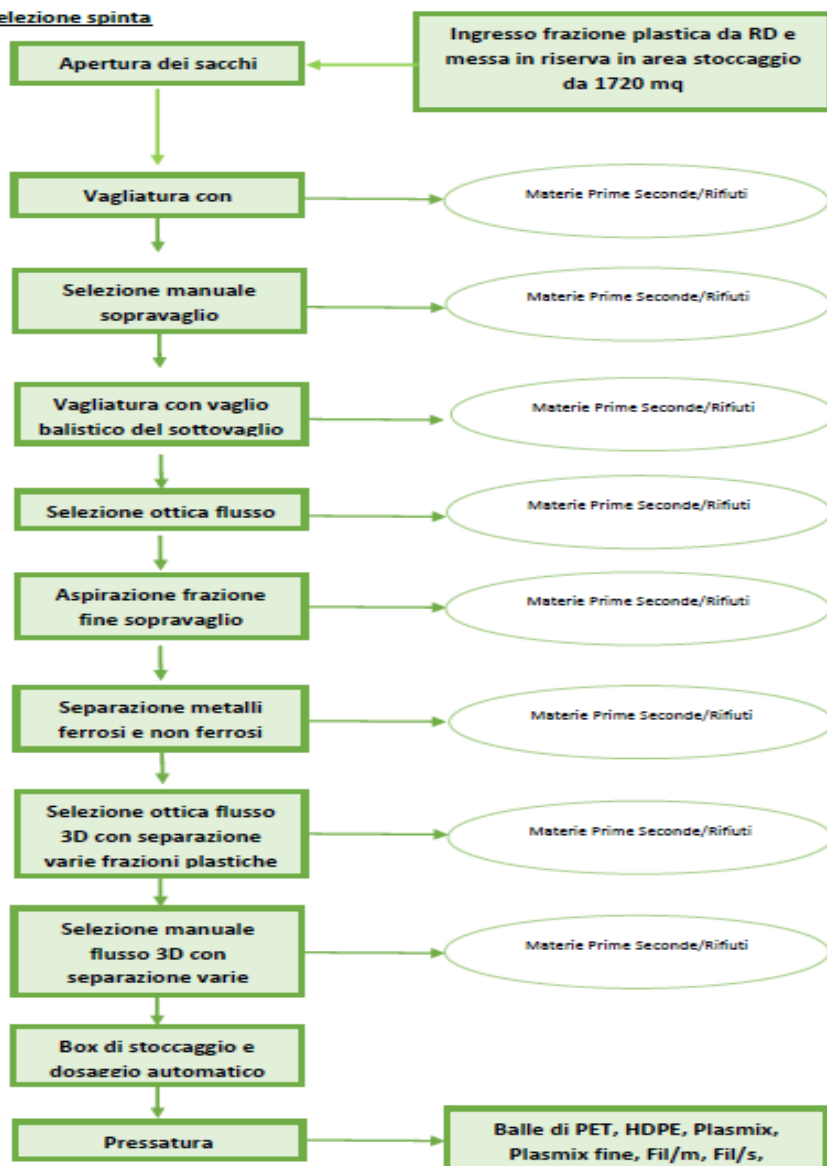 elezione spinta
Ingresso frazione plastica da RD e
messa in riserva in area stoccaggio
da 1720 mq
Apertura dei sacchi
Vagliatura con
Materie Prime Seconde/Rifiuti
Selezione manuale
sopravaglio
Materie Prime Seconde/Rifiuti
Vagliatura con vaglio
balistico del sottovaglio
Materie Prime Seconde/Rifiuti
Selezione ottica flusso
Materie Prime Seconde/Rifiuti
Aspirazione frazione
fine sopravaglio
Materie Prime Seconde/Rifiuti
Separazione metalli
ferrosi e non ferrosi
Materie Prime Seconde/Rifiuti
Selezione ottica flusso
3D con separazione
varie frazioni plastiche
Materie Prime Seconde/Rifiuti
Selezione manuale
flusso 3D con
separazione varie
Materie Prime Seconde/Rifiuti
Box di stoccaggio e
dosaggio automatico
Pressatura
Balle di PET, HDPE, Plasmix,
Plasmix fine, Fil/m, Fil/s,